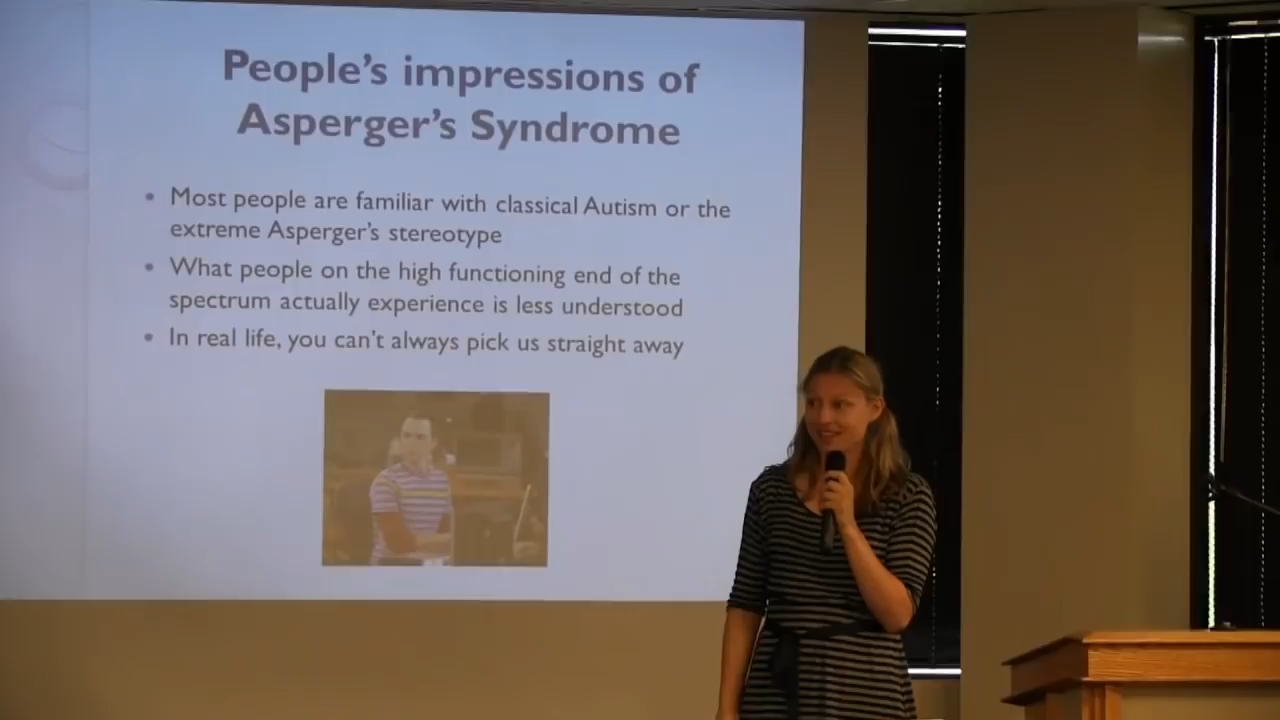 People's impressions of
Asperger's Syndrome
• Most people are familiar with classical Autism or the
extreme Asperger's stereotype
• What people on the high functioning end of the
spectrum actually experience is less understood
• In real life, you can't always pick us straight away